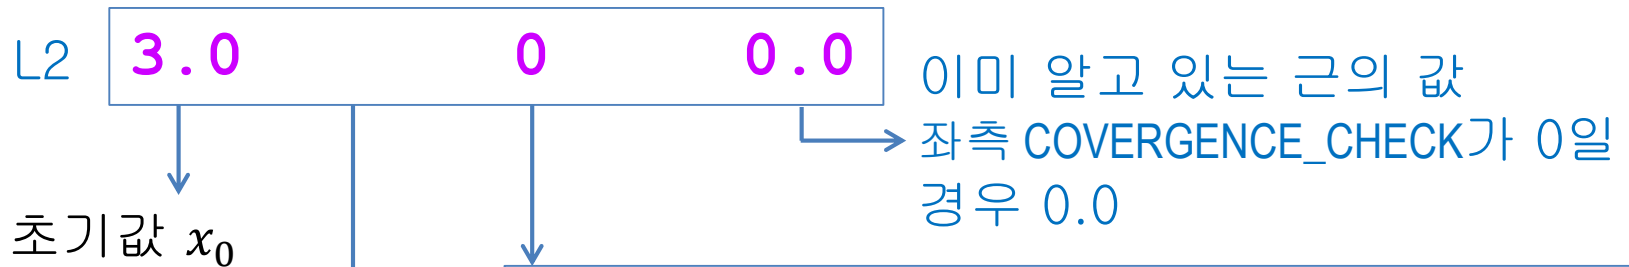 L2 3.0 0 0.0
이미 알고 있는 근의 값
좌측 COVERGENCE_CHECK가 0일
경우 0.0
초기값 x₀